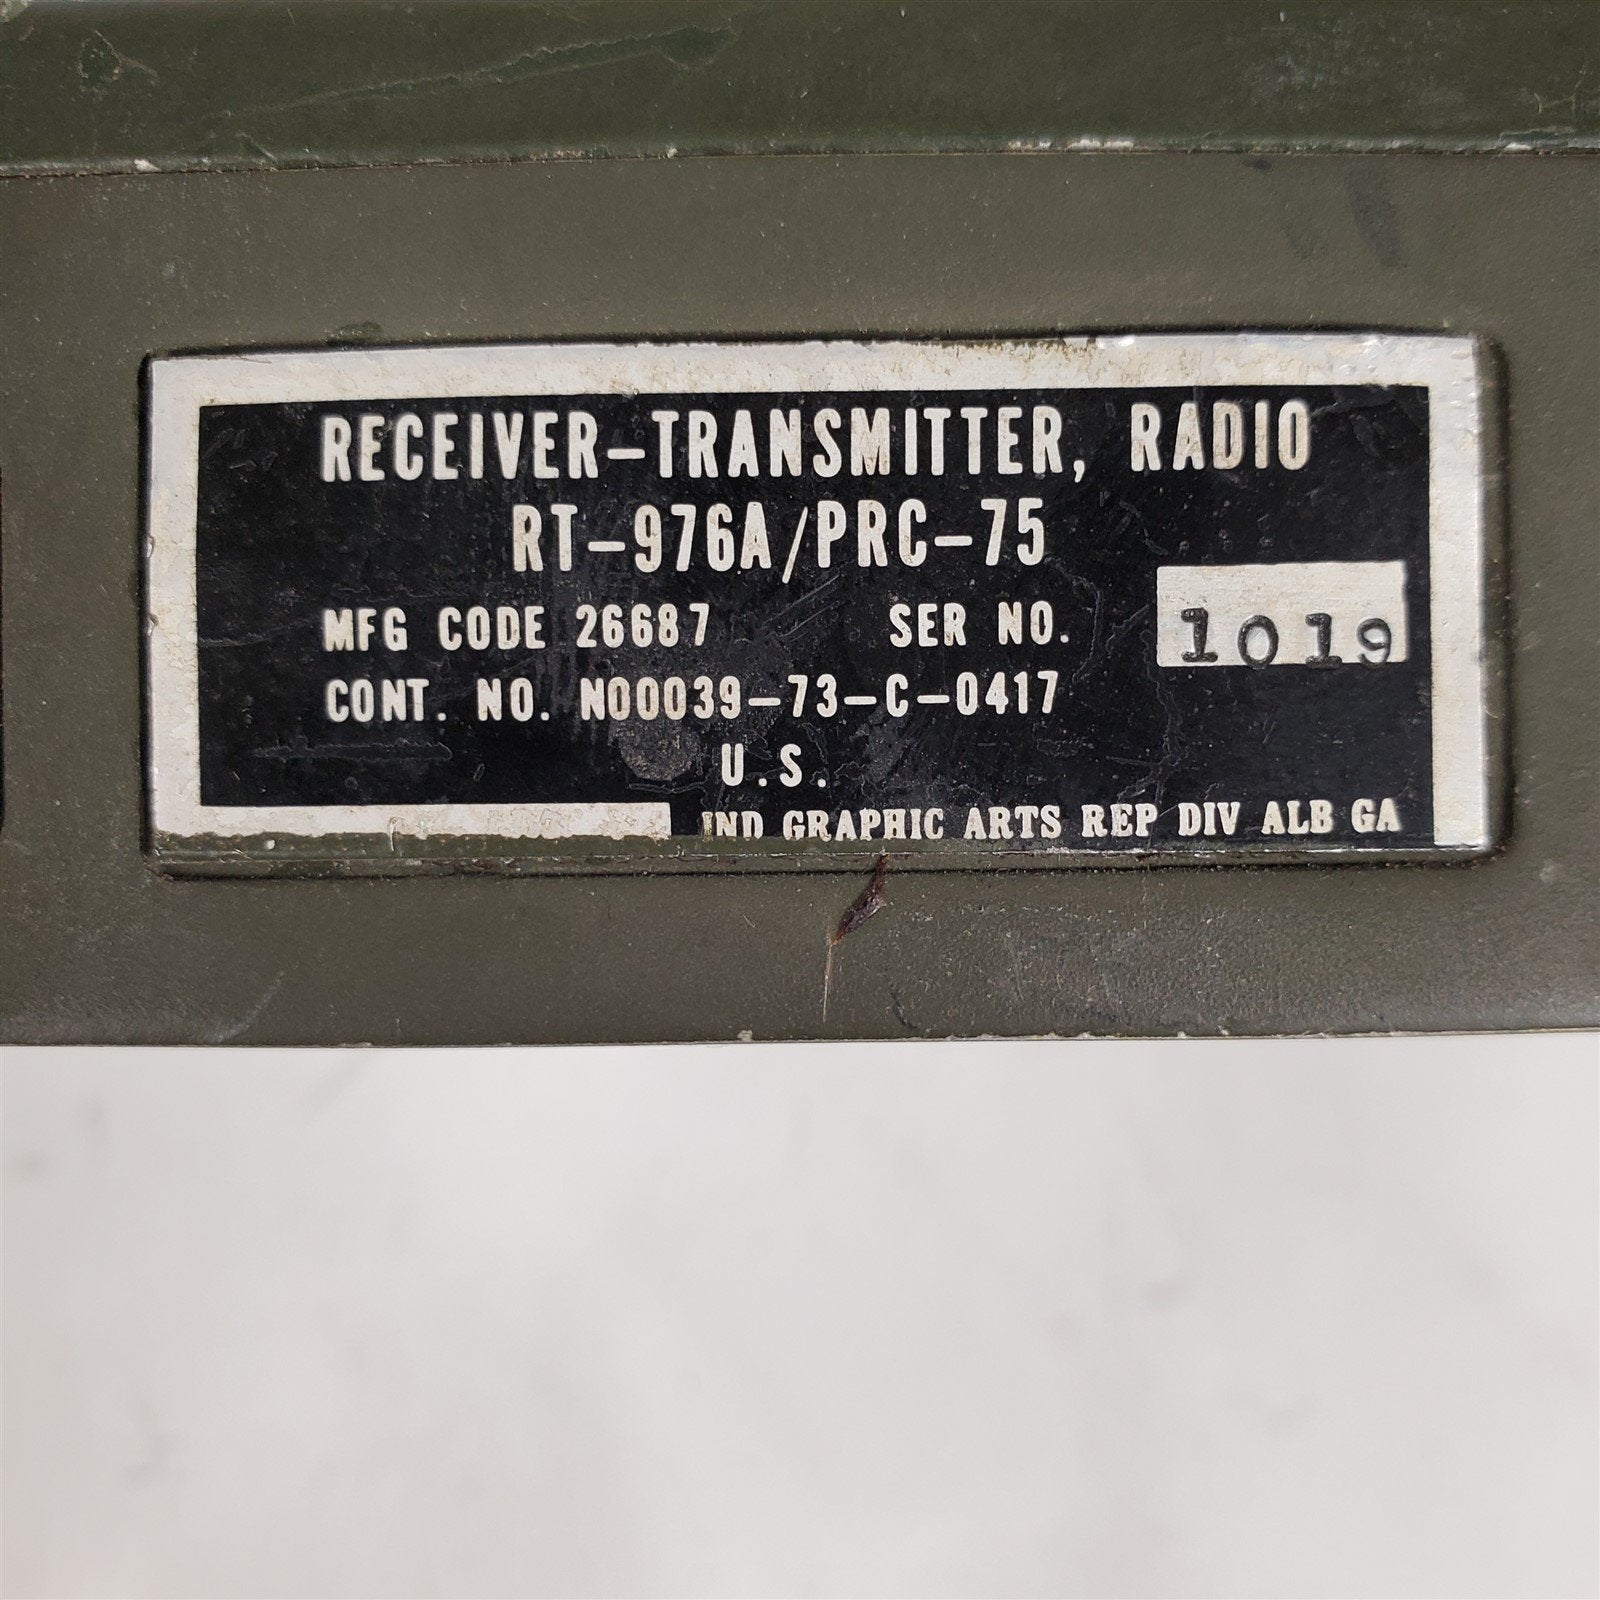 RECEIVER-TRANSMITTER, RADIO
RT-976A/PRC-75
MFG CODE 26687 SER NO. 1019
CONT. NO. N00039-73-C-0417
U.S.
IND GRAPHIC ARTS REP DIV ALB GA